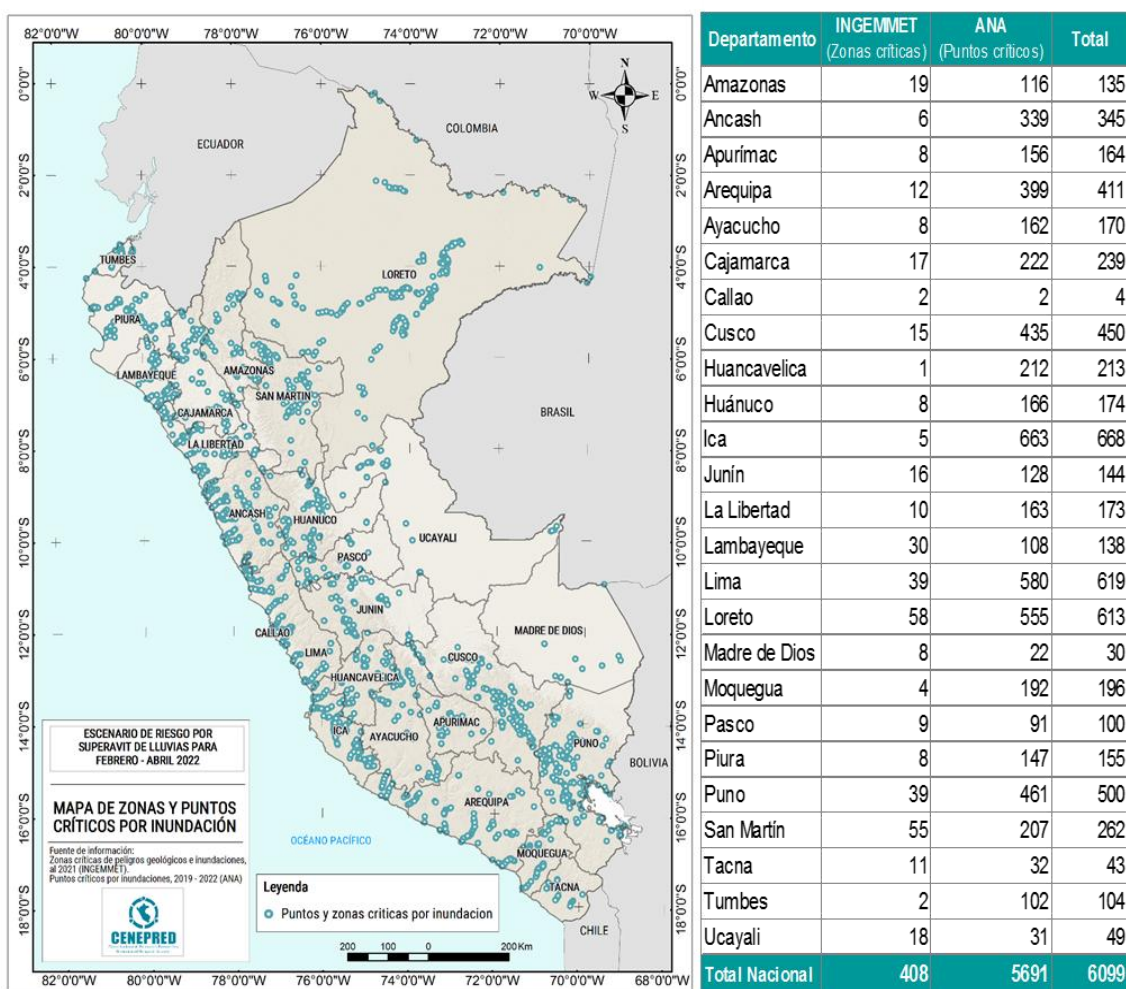 82°0'0"W 80°0'0"W 78°0'0"W 76°0'0"W 74°0'0"W 72°0'0"W 70°0'0"W
0°0'0"
2°0'0"S
4°0'0"S
6°0'0"S
8°0'0"S
10°0'0"S
12°0'0"S
14°0'0"S
16°0'0"S
18°0'0"S
N
W E
S
COLOMBIA
ECUADOR
TUMBES
LORETO
PIURA
LAMBAYEQUE
AMAZONAS
SAN MARTIN
CAJAMARCA
BRASIL
LA LIBERTAD
ANCASH
HUANUCO
UCAYALI
PASCO
JUNIN
CALLAO
MADRE DE DIOS
LIMA
CUSCO
HUANCAVELICA
ICA
AYACUCHO
APURIMAC
PUNO
BOLIVIA
AREQUIPA
OCÉANO PACÍFICO
MOQUEGUA
TACNA
CHILE
ESCENARIO DE RIESGO POR
SUPERAVIT DE LLUVIAS PARA
FEBRERO - ABRIL 2022
MAPA DE ZONAS Y PUNTOS
CRÍTICOS POR INUNDACIÓN
Fuente de información:
Zonas críticas de peligros geológicos e inundaciones,
al 2021 (INGEMMET).
Puntos críticos por inundaciones, 2019 - 2022 (ANA)
CENEPRED
Leyenda
Puntos y zonas criticas por inundacion
200 100 0 200 Km
0°0'0"
2°0'0"S
4°0'0"S
6°0'0"S
8°0'0"S
10°0'0"S
12°0'0"S
14°0'0"S
16°0'0"S
18°0'0"S
82°0'0"W 80°0'0"W 78°0'0"W 76°0'0"W 74°0'0"W 72°0'0"W 70°0'0"W 68°0'0"W
Departamento INGEMMET (Zonas críticas) ANA (Puntos críticos) Total
Amazonas 19 116 135
Ancash 6 339 345
Apurímac 8 156 164
Arequipa 12 399 411
Ayacucho 8 162 170
Cajamarca 17 222 239
Callao 2 2 4
Cusco 15 435 450
Huancavelica 1 212 213
Huánuco 8 166 174
Ica 5 663 668
Junín 16 128 144
La Libertad 10 163 173
Lambayeque 30 108 138
Lima 39 580 619
Loreto 58 555 613
Madre de Dios 8 22 30
Moquegua 4 192 196
Pasco 9 91 100
Piura 8 147 155
Puno 39 461 500
San Martín 55 207 262
Tacna 11 32 43
Tumbes 2 102 104
Ucayali 18 31 49
Total Nacional 408 5691 6099